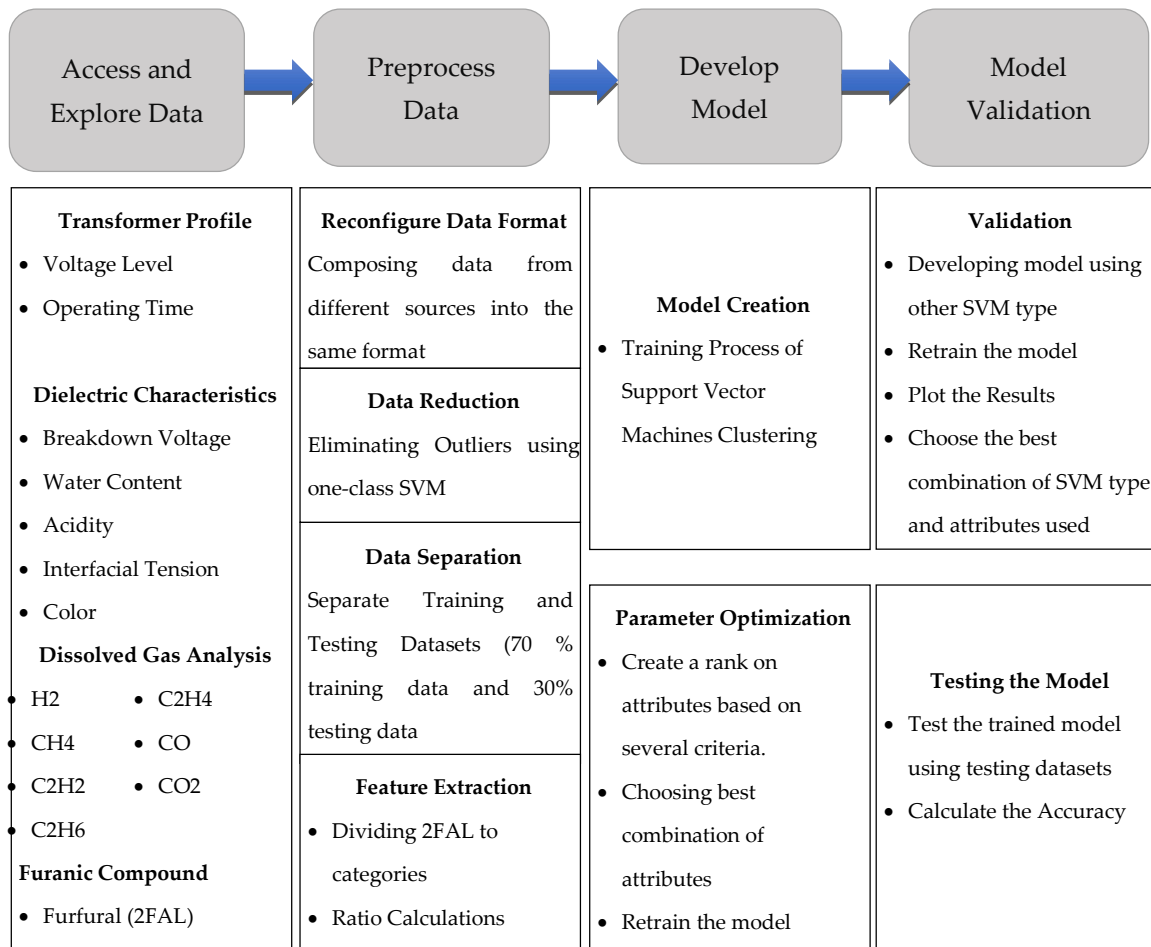 Access and
Explore Data
Preprocess
Data
Develop
Model
Model
Validation
Transformer Profile
• Voltage Level
• Operating Time
Dielectric Characteristics
• Breakdown Voltage
• Water Content
• Acidity
• Interfacial Tension
• Color
Dissolved Gas Analysis
• H2 • C2H4
• CH4 • CO
• C2H2 • CO2
• C2H6
Furanic Compound
• Furfural (2FAL)
Reconfigure Data Format
Composing data from
different sources into the
same format
Data Reduction
Eliminating Outliers using
one-class SVM
Data Separation
Separate Training and
Testing Datasets (70 %
training data and 30%
testing data
Feature Extraction
• Dividing 2FAL to
categories
• Ratio Calculations
Model Creation
• Training Process of
Support Vector
Machines Clustering
Parameter Optimization
• Create a rank on
attributes based on
several criteria.
• Choosing best
combination of
attributes
• Retrain the model
Validation
• Developing model using
other SVM type
• Retrain the model
• Plot the Results
• Choose the best
combination of SVM type
and attributes used
Testing the Model
• Test the trained model
using testing datasets
• Calculate the Accuracy